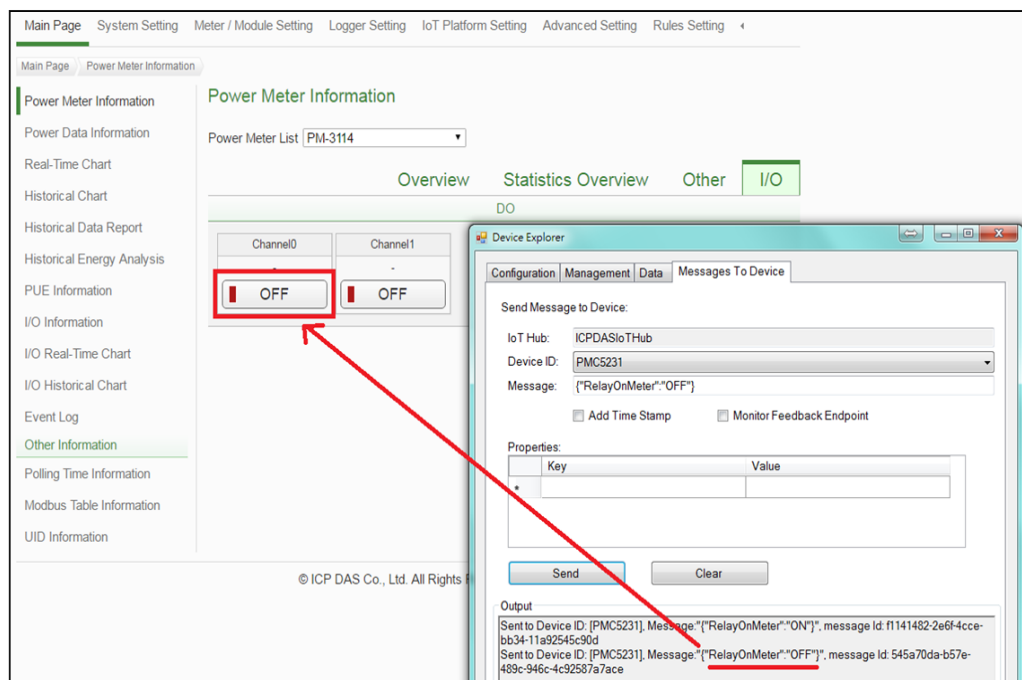 Main Page System Setting Meter / Module Setting Logger Setting IoT Platform Setting Advanced Setting Rules Setting
Main Page Power Meter Information
Power Meter Information
Power Data Information
Real-Time Chart
Historical Chart
Historical Data Report
Historical Energy Analysis
PUE Information
I/O Information
I/O Real-Time Chart
I/O Historical Chart
Event Log
Other Information
Polling Time Information
Modbus Table Information
UID Information
Power Meter Information
Power Meter List PM-3114
Overview Statistics Overview Other I/O
DO
Channel0 Channel1
- -
OFF OFF
© ICP DAS Co., Ltd. All Rights
Device Explorer
Configuration Management Data Messages To Device
Send Message to Device:
IoT Hub: ICPDASIoTHub
Device ID: PMC5231
Message: {"RelayOnMeter":"OFF"}
Add Time Stamp Monitor Feedback Endpoint
Properties:
Key Value
*
Send Clear
Output
Sent to Device ID: [PMC5231], Message:"{"RelayOnMeter":"ON"}", message Id: f1141482-2e6f-4cce-
bb34-11a92545c90d
Sent to Device ID: [PMC5231], Message:"{"RelayOnMeter":"OFF"}", message Id: 545a70da-b57e-
489c-946c-4c92587a7ace